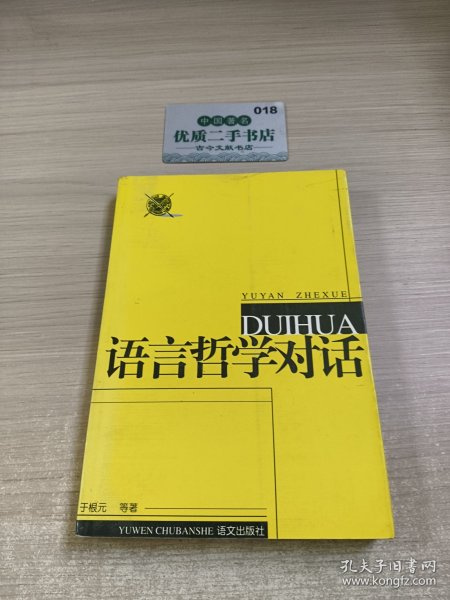 018
中国著名
优质二手书店
古今文献书店
YUYAN ZHEXUE
DUIHUA
语言哲学对话
于根元 等著
YUWEN CHUBANSHE 语文出版社
孔夫子旧书网
www.kongfz.com